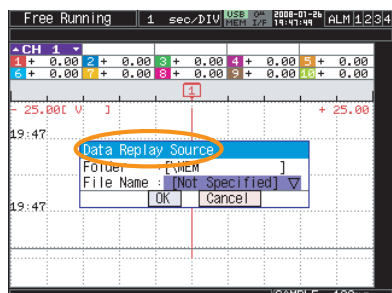 Free Running 1 sec/DIV USB MEM I/F 2008-01-26 19:47:49 ALM 1 2 3 4
CH 1
1 + 0.00 2 + 0.00 3 + 0.00 4 + 0.00 5 + 0.00
6 + 0.00 7 + 0.00 8 + 0.00 9 + 0.00 10 + 0.00
1
- 25.00[ V ] + 25.00
19:47
Data Replay Source
Folder :[\MEM ]
File Name : [Not Specified] ▽
OK Cancel
19:47